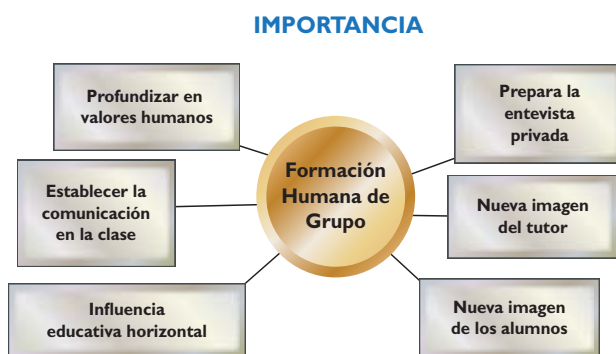 IMPORTANCIA
Profundizar en
valores humanos
Establecer la
comunicación
en la clase
Influencia
educativa horizontal
Formación
Humana de
Grupo
Prepara la
entevista
privada
Nueva imagen
del tutor
Nueva imagen
de los alumnos